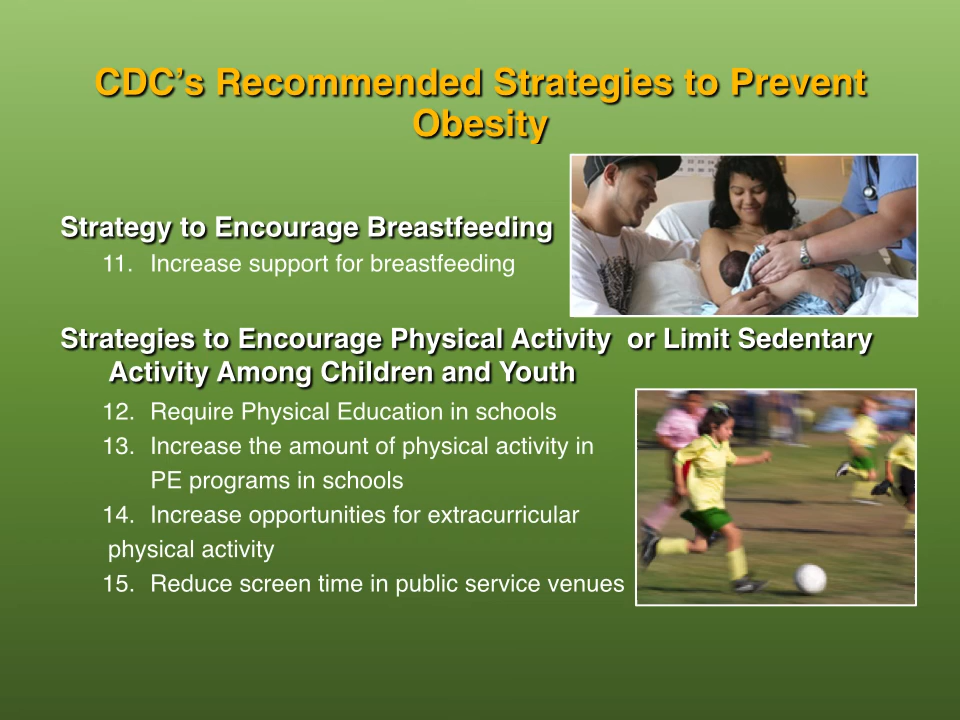 CDC’s Recommended Strategies to Prevent
Obesity
Strategy to Encourage Breastfeeding
11. Increase support for breastfeeding
Strategies to Encourage Physical Activity  or Limit Sedentary
Activity Among Children and Youth
12. Require Physical Education in schools
13. Increase the amount of physical activity in
PE programs in schools
14. Increase opportunities for extracurricular
physical activity
15. Reduce screen time in public service venues